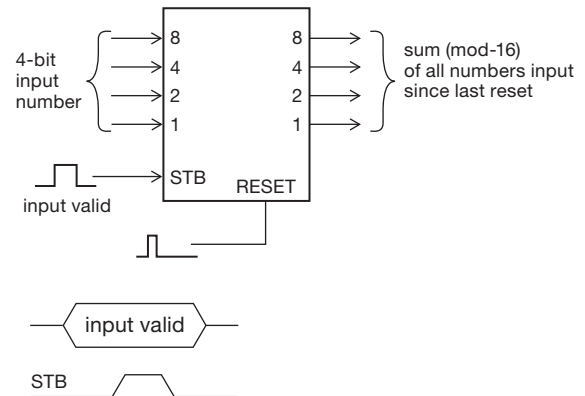 4-bit
input
number
8
4
2
1
STB
RESET
8
4
2
1
sum (mod-16)
of all numbers input
since last reset
input valid
input valid
STB